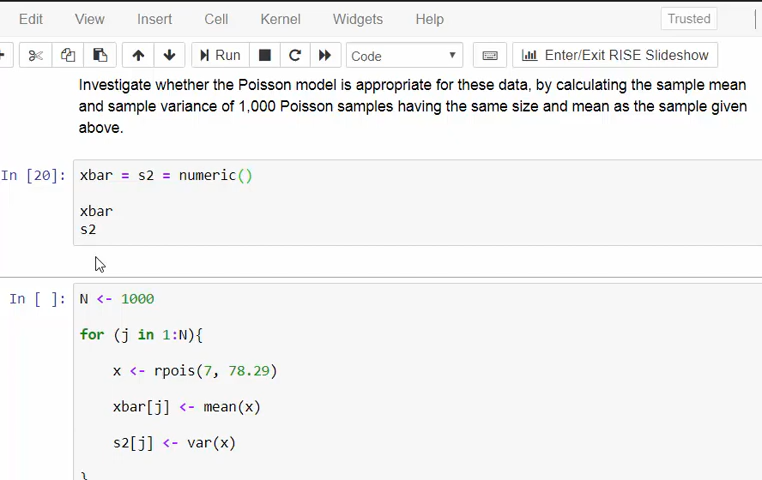 Edit View Insert Cell Kernel Widgets Help Trusted
Run Code Enter/Exit RISE Slideshow
Investigate whether the Poisson model is appropriate for these data, by calculating the sample mean
and sample variance of 1,000 Poisson samples having the same size and mean as the sample given
above.
In [20]: xbar = s2 = numeric()
xbar
s2
In [ ]: N <- 1000
for (j in 1:N){
x <- rpois(7, 78.29)
xbar[j] <- mean(x)
s2[j] <- var(x)
}